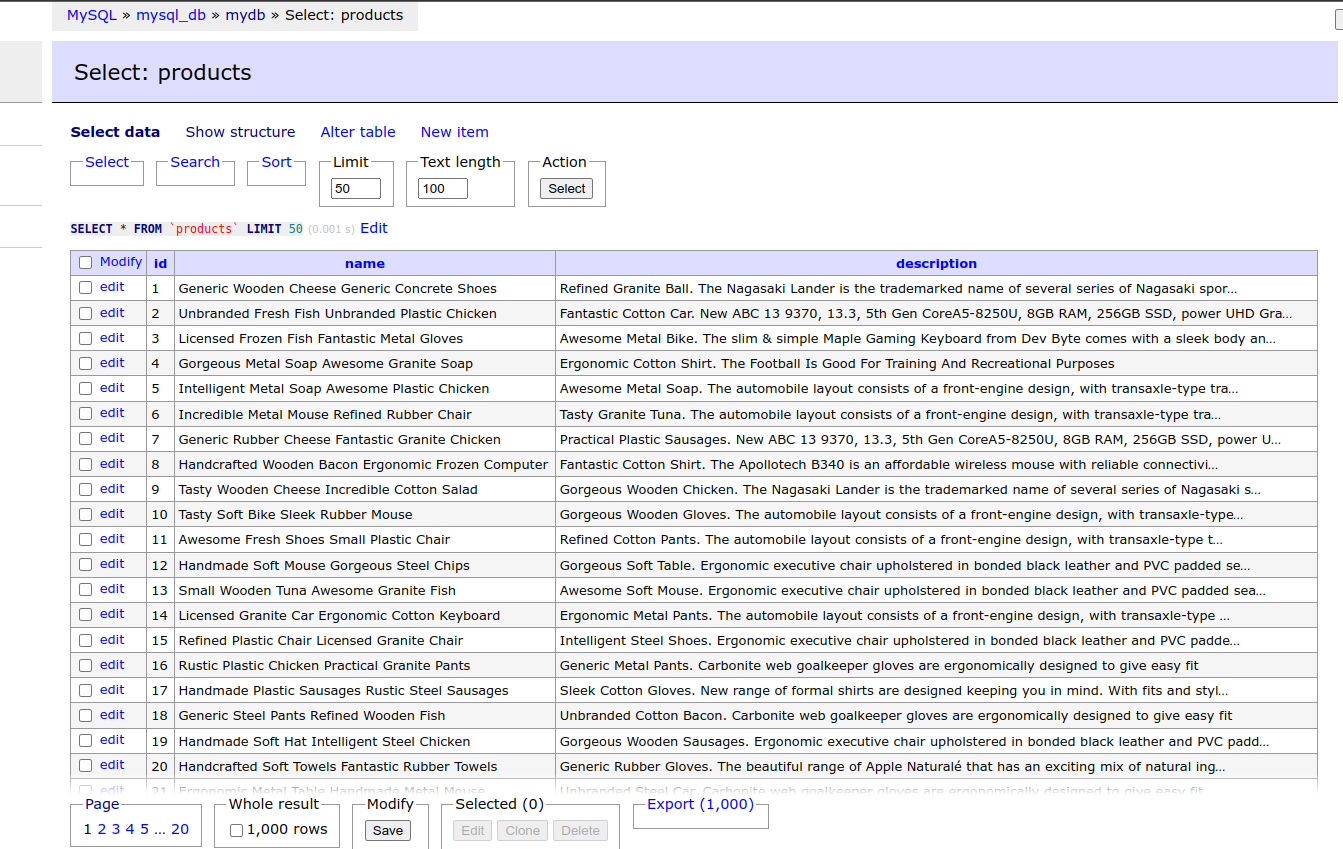 MySQL » mysql_db » mydb » Select: products
Select: products
Select data Show structure Alter table New item
Select Search Sort Limit Text length Action
50 100 Select
SELECT * FROM `products` LIMIT 50 (0.001 s) Edit
Modify id name description
edit 1 Generic Wooden Cheese Generic Concrete Shoes Refined Granite Ball. The Nagasaki Lander is the trademarked name of several series of Nagasaki spor...
edit 2 Unbranded Fresh Fish Unbranded Plastic Chicken Fantastic Cotton Car. New ABC 13 9370, 13.3, 5th Gen CoreA5-8250U, 8GB RAM, 256GB SSD, power UHD Gra...
edit 3 Licensed Frozen Fish Fantastic Metal Gloves Awesome Metal Bike. The slim & simple Maple Gaming Keyboard from Dev Byte comes with a sleek body an...
edit 4 Gorgeous Metal Soap Awesome Granite Soap Ergonomic Cotton Shirt. The Football Is Good For Training And Recreational Purposes
edit 5 Intelligent Metal Soap Awesome Plastic Chicken Awesome Metal Soap. The automobile layout consists of a front-engine design, with transaxle-type tra...
edit 6 Incredible Metal Mouse Refined Rubber Chair Tasty Granite Tuna. The automobile layout consists of a front-engine design, with transaxle-type tra...
edit 7 Generic Rubber Cheese Fantastic Granite Chicken Practical Plastic Sausages. New ABC 13 9370, 13.3, 5th Gen CoreA5-8250U, 8GB RAM, 256GB SSD, power U...
edit 8 Handcrafted Wooden Bacon Ergonomic Frozen Computer Fantastic Cotton Shirt. The Apollotech B340 is an affordable wireless mouse with reliable connectivi...
edit 9 Tasty Wooden Cheese Incredible Cotton Salad Gorgeous Wooden Chicken. The Nagasaki Lander is the trademarked name of several series of Nagasaki s...
edit 10 Tasty Soft Bike Sleek Rubber Mouse Gorgeous Wooden Gloves. The automobile layout consists of a front-engine design, with transaxle-type...
edit 11 Awesome Fresh Shoes Small Plastic Chair Refined Cotton Pants. The automobile layout consists of a front-engine design, with transaxle-type t...
edit 12 Handmade Soft Mouse Gorgeous Steel Chips Gorgeous Soft Table. Ergonomic executive chair upholstered in bonded black leather and PVC padded se...
edit 13 Small Wooden Tuna Awesome Granite Fish Awesome Soft Mouse. Ergonomic executive chair upholstered in bonded black leather and PVC padded sea...
edit 14 Licensed Granite Car Ergonomic Cotton Keyboard Ergonomic Metal Pants. The automobile layout consists of a front-engine design, with transaxle-type ...
edit 15 Refined Plastic Chair Licensed Granite Chair Intelligent Steel Shoes. Ergonomic executive chair upholstered in bonded black leather and PVC padde...
edit 16 Rustic Plastic Chicken Practical Granite Pants Generic Metal Pants. Carbonite web goalkeeper gloves are ergonomically designed to give easy fit
edit 17 Handmade Plastic Sausages Rustic Steel Sausages Sleek Cotton Gloves. New range of formal shirts are designed keeping you in mind. With fits and styl...
edit 18 Generic Steel Pants Refined Wooden Fish Unbranded Cotton Bacon. Carbonite web goalkeeper gloves are ergonomically designed to give easy fit
edit 19 Handmade Soft Hat Intelligent Steel Chicken Gorgeous Wooden Sausages. Ergonomic executive chair upholstered in bonded black leather and PVC padd...
edit 20 Handcrafted Soft Towels Fantastic Rubber Towels Generic Rubber Gloves. The beautiful range of Apple Naturalé that has an exciting mix of natural ing...
edit 21 Ergonomic Metal Table Handmade Metal Mouse Unbranded Steel Car. Carbonite web goalkeeper gloves are ergonomically designed to give easy fit
Page Whole result Modify Selected (0) Export (1,000)
1 2 3 4 5 ... 20 1,000 rows Save Edit Clone Delete